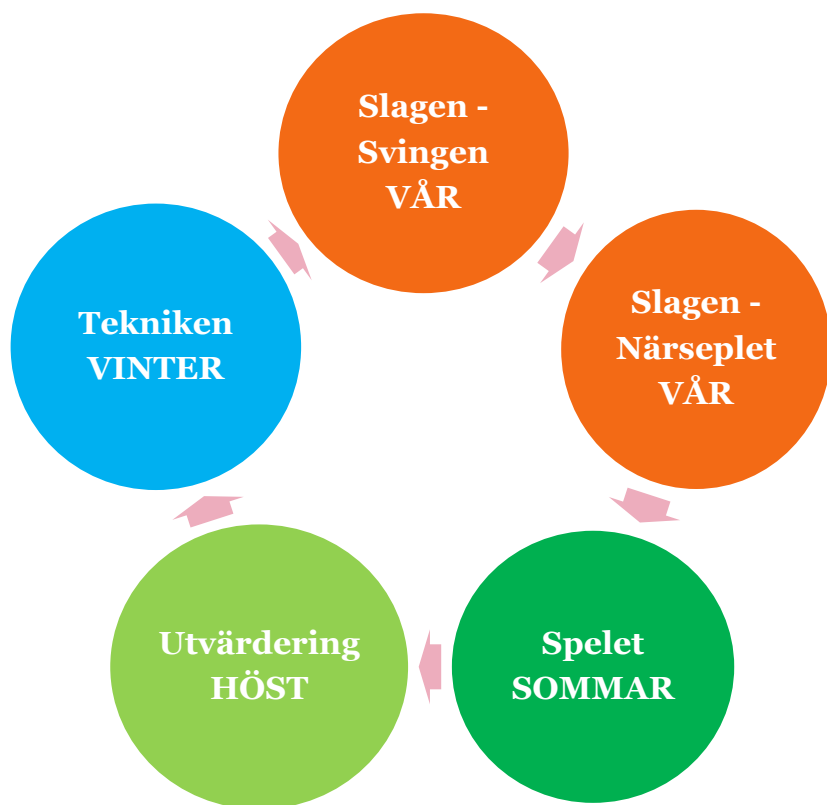 Slagen -
Svingen
VÅR
Slagen -
Närseplet
VÅR
Spelet
SOMMAR
Utvärdering
HÖST
Tekniken
VINTER